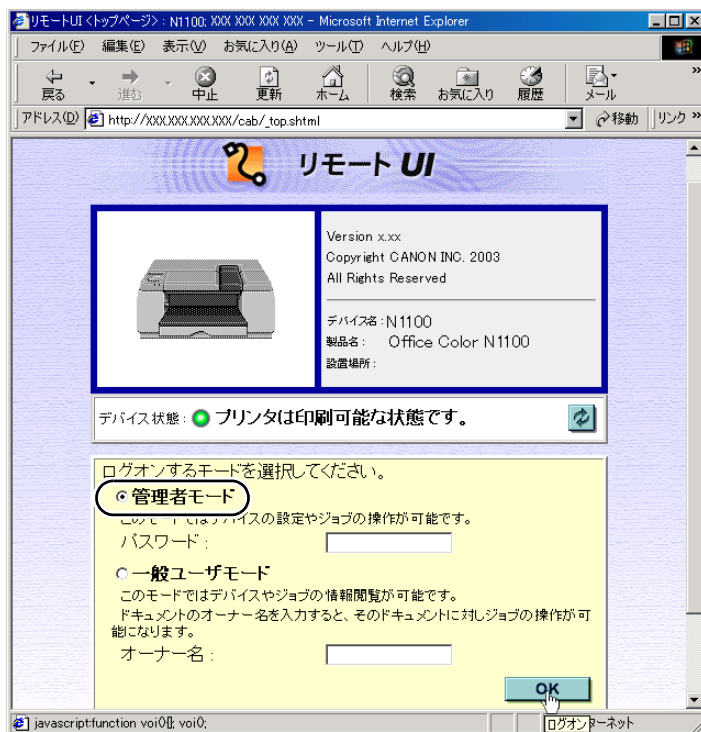 リモートUI <トップページ> : N1100; XXX XXX XXX XXX - Microsoft Internet Explorer
ファイル(F) 編集(E) 表示(V) お気に入り(A) ツール(T) ヘルプ(H)
戻る 進む 中止 更新 ホーム 検索 お気に入り 履歴 メール »
アドレス(D) http://XXX.XXX.XXX.XXX/cab/_top.shtml 移動 リンク »
リモート UI
Version x.xx
Copyright CANON INC. 2003
All Rights Reserved
デバイス名 : N1100
製品名 : Office Color N1100
設置場所 :
デバイス状態 : プリンタは印刷可能な状態です。
ログオンするモードを選択してください。
管理者モード
このモードではデバイスの設定やジョブの操作が可能です。
パスワード :
一般ユーザモード
このモードではデバイスやジョブの情報閲覧が可能です。
ドキュメントのオーナー名を入力すると、そのドキュメントに対しジョブの操作が可
能になります。
オーナー名 :
OK
javascript:function voi0{}; voi0;
ログオン ターネット